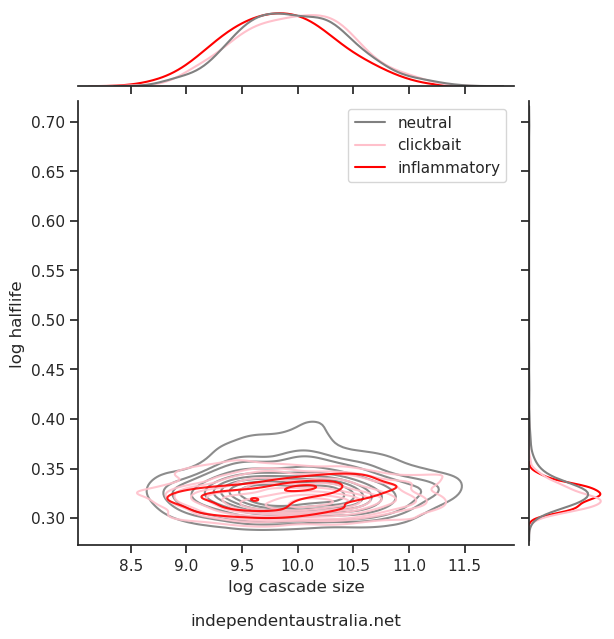 neutral
clickbait
inflammatory
0.70
0.65
0.60
0.55
0.50
0.45
0.40
0.35
0.30
log halflife
8.5 9.0 9.5 10.0 10.5 11.0 11.5
log cascade size
independentaustralia.net